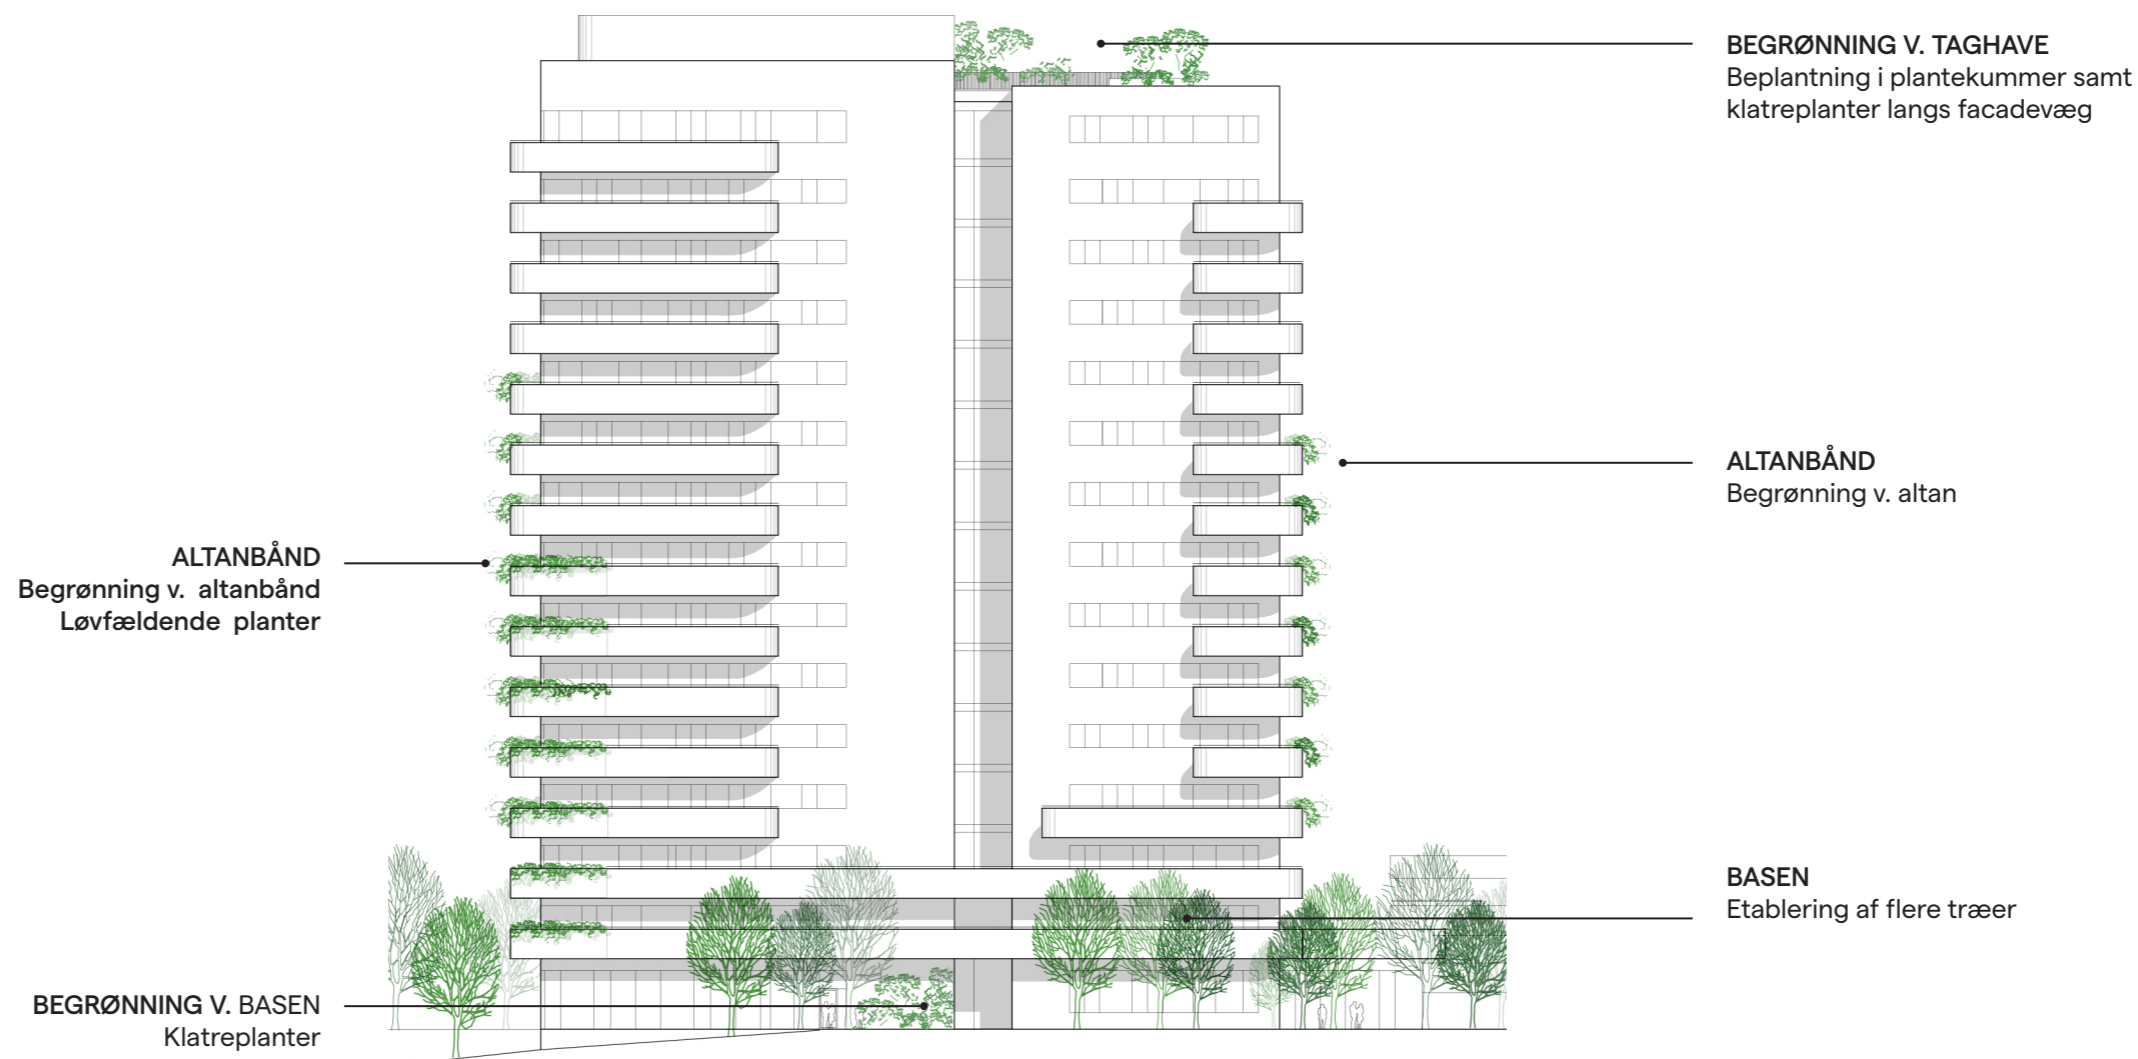 BEGRØNNING V. TAGHAVE
Beplantning i plantekummer samt
klatreplanter langs facadevæg
ALTANBÅND
Begrønning v. altan
ALTANBÅND
Begrønning v. altanbånd
Løvfældende planter
BASEN
Etablering af flere træer
BEGRØNNING V. BASEN
Klatreplanter